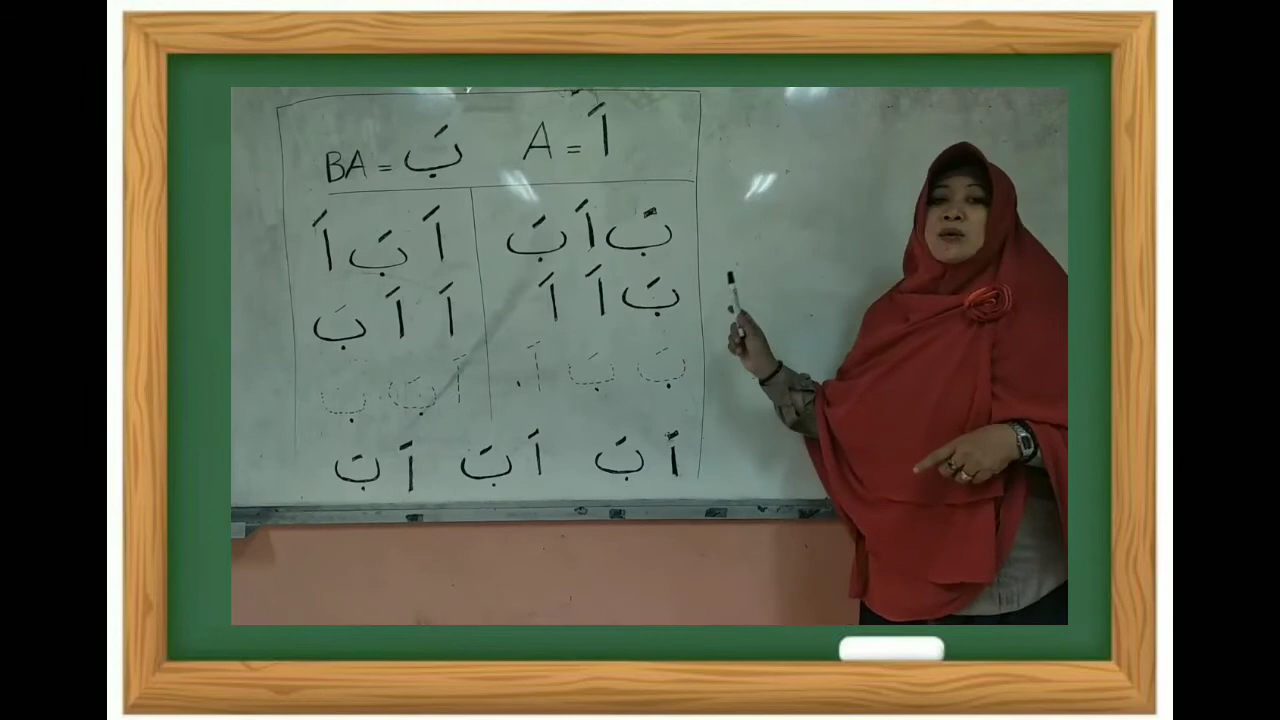 اَ = A بَ = BA
بَ اَ بَ اَ بَ اَ
بَ اَ اَ اَ اَ بَ
بَ بَ اَ اَ بَ بَ
اَ بَ اَ بَ اَ بَ